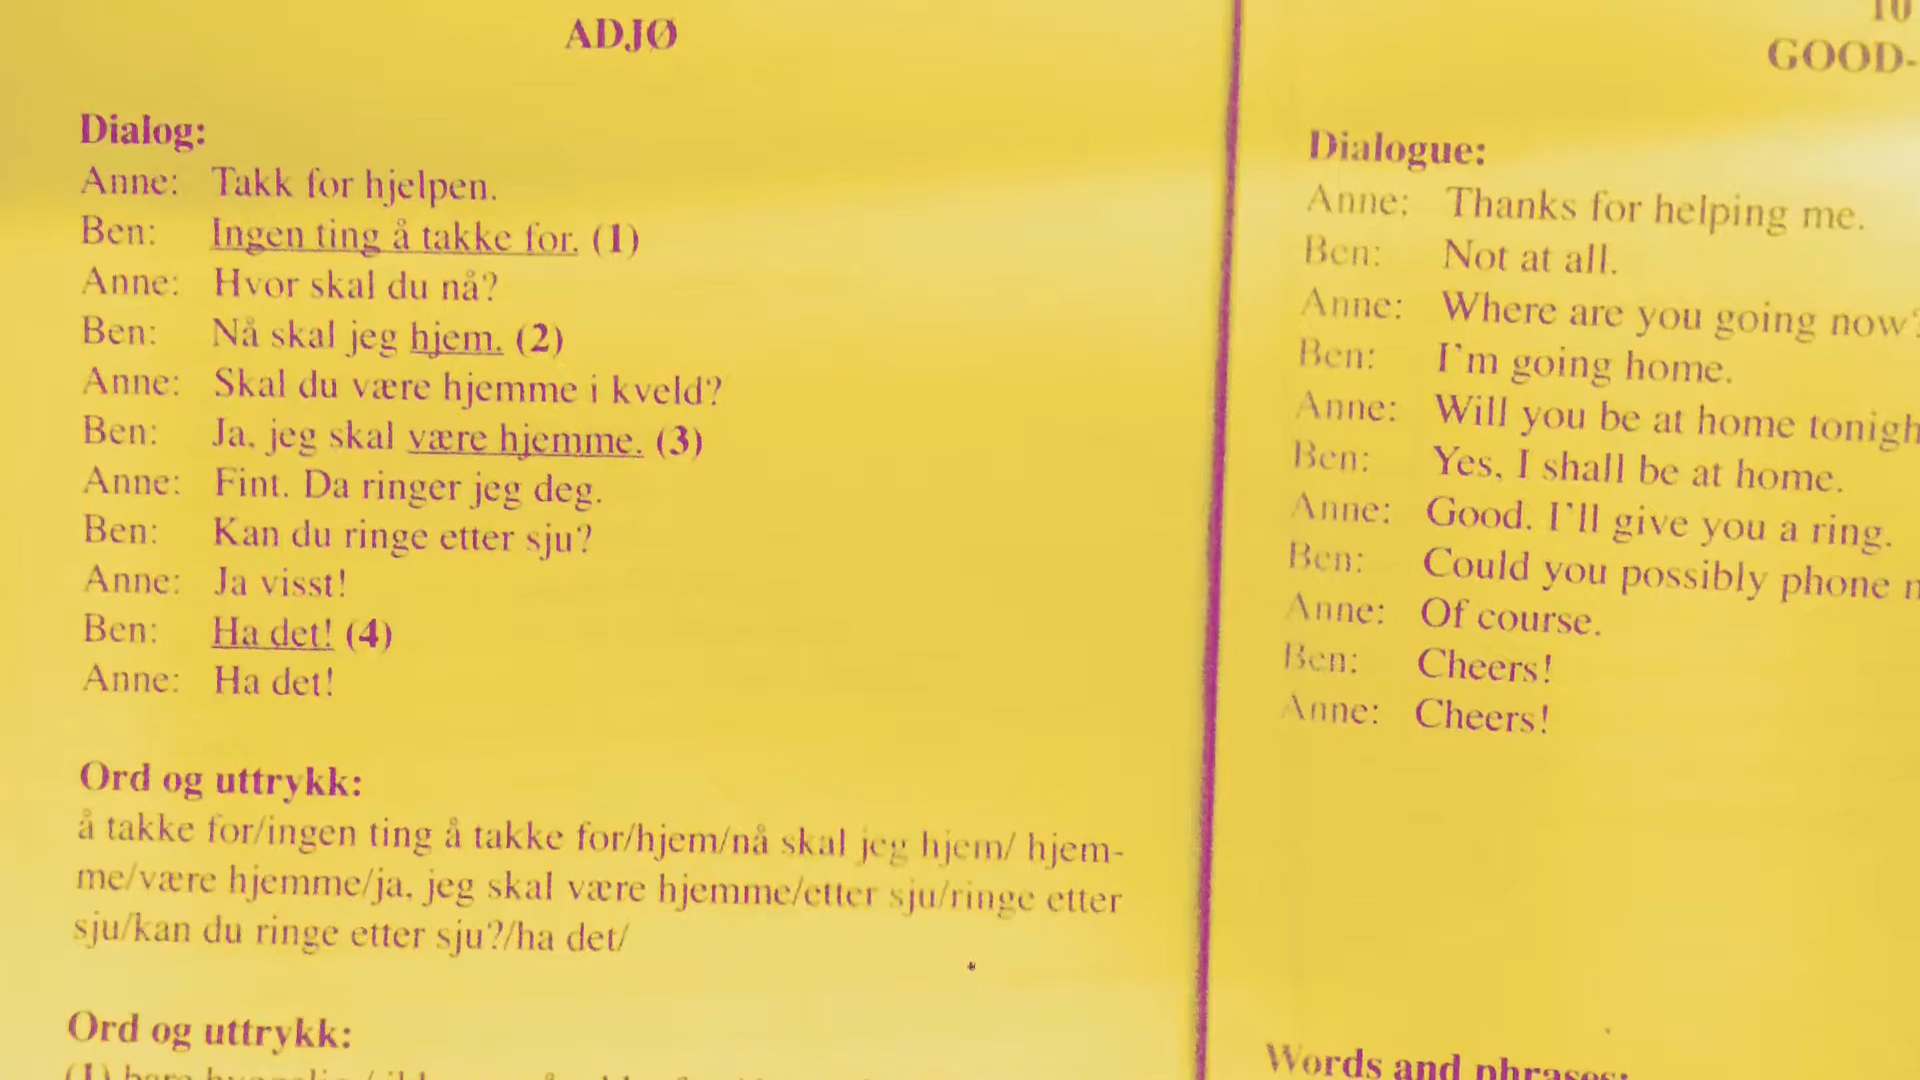 ADJØ
Dialog:
Anne: Takk for hjelpen.
Ben: Ingen ting å takke for. (1)
Anne: Hvor skal du nå?
Ben: Nå skal jeg hjem. (2)
Anne: Skal du være hjemme i kveld?
Ben: Ja, jeg skal være hjemme. (3)
Anne: Fint. Da ringer jeg deg.
Ben: Kan du ringe etter sju?
Anne: Ja visst!
Ben: Ha det! (4)
Anne: Ha det!
Ord og uttrykk:
å takke for/ingen ting å takke for/hjem/nå skal jeg hjem/ hjem-
me/være hjemme/ja, jeg skal være hjemme/etter sju/ringe etter
sju/kan du ringe etter sju?/ha det/
Ord og uttrykk:
10
GOOD-
Dialogue:
Anne: Thanks for helping me.
Ben: Not at all.
Anne: Where are you going now?
Ben: I'm going home.
Anne: Will you be at home tonigh
Ben: Yes, I shall be at home.
Anne: Good. I'll give you a ring.
Ben: Could you possibly phone
Anne: Of course.
Ben: Cheers!
Anne: Cheers!
Words and phrases: